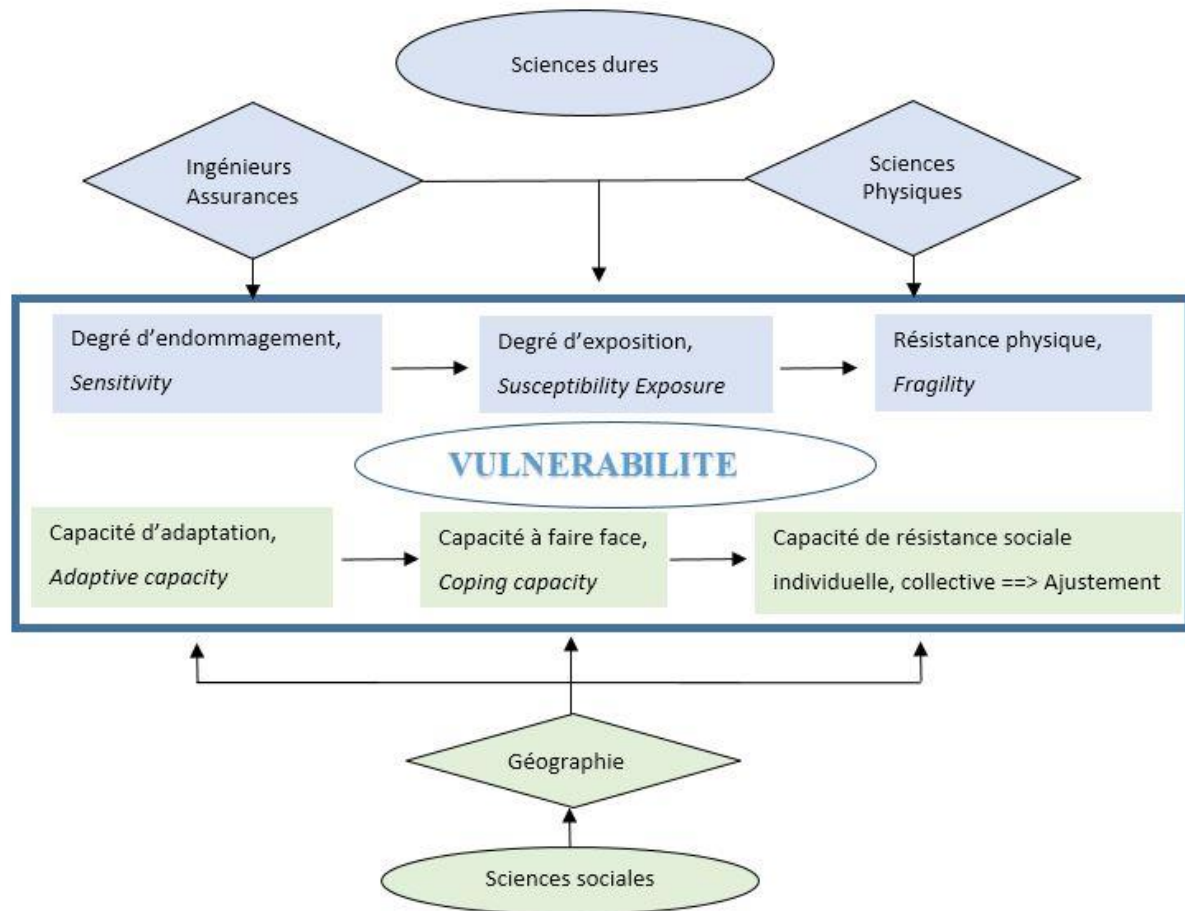 Sciences dures
Ingénieurs
Assurances
Sciences
Physiques
Degré d'endommagement,
Sensitivity
Degré d'exposition,
Susceptibility Exposure
Résistance physique,
Fragility
VULNERABILITE
Capacité d'adaptation,
Adaptive capacity
Capacité à faire face,
Coping capacity
Capacité de résistance sociale
individuelle, collective ==> Ajustement
Géographie
Sciences sociales